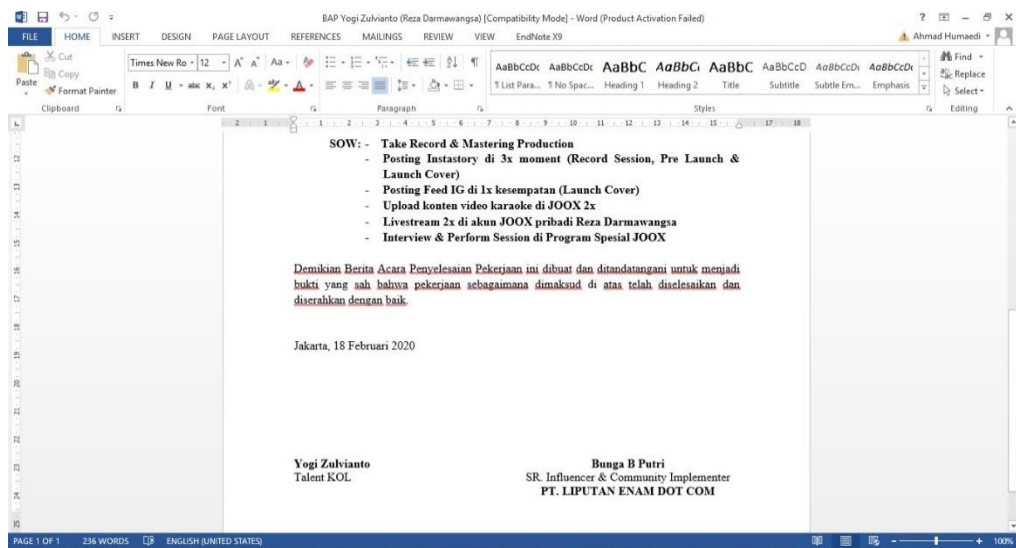 BAP Yogi Zulvianto (Reza Darmawangsa) [Compatibility Mode] - Word (Product Activation Failed)
FILE HOME INSERT DESIGN PAGE LAYOUT REFERENCES MAILINGS REVIEW VIEW EndNote X9 Ahmad Humaedi
Cut
Copy
Format Painter
Paste
Clipboard
Times New Ro 12
Font
Paragraph
AaBbCcDc AaBbCcDc AaBbC AaBbCc AaBbC AaBbCcD AaBbCcDc AaBbCcDc
¶ List Para... ¶ No Spac... Heading 1 Heading 2 Title Subtitle Subtle Em... Emphasis
Styles
Find
Replace
Select
Editing
SOW: - Take Record & Mastering Production
- Posting Instastory di 3x moment (Record Session, Pre Launch &
Launch Cover)
- Posting Feed IG di 1x kesempatan (Launch Cover)
- Upload konten video karaoke di JOOX 2x
- Livestream 2x di akun JOOX pribadi Reza Darmawangsa
- Interview & Perform Session di Program Spesial JOOX
Demikian Berita Acara Penyelesaian Pekerjaan ini dibuat dan ditandatangani untuk menjadi
bukti yang sah bahwa pekerjaan sebagaimana dimaksud di atas telah diselesaikan dan
diserahkan dengan baik.
Jakarta, 18 Februari 2020
Yogi Zulvianto Bunga B Putri
Talent KOL SR. Influencer & Community Implementer
PT. LIPUTAN ENAM DOT COM
PAGE 1 OF 1 236 WORDS ENGLISH (UNITED STATES) 100%